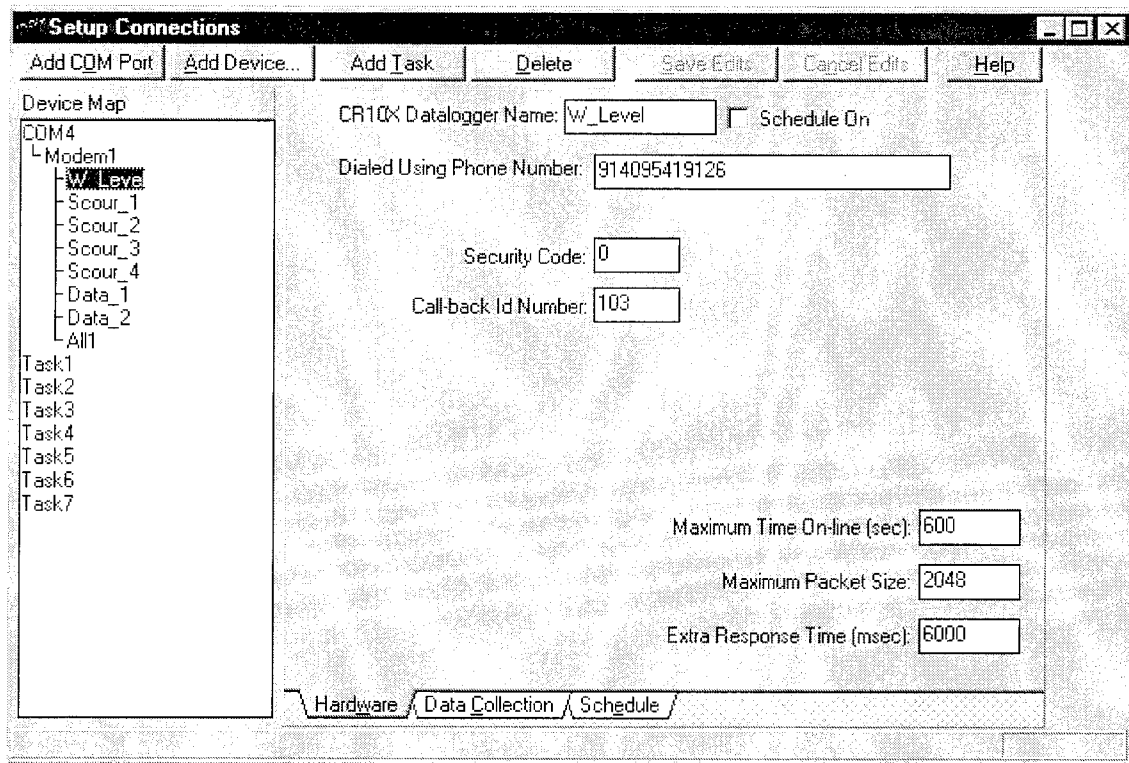 Setup Connections
Add COM Port Add Device... Add Task Delete Save Edits Cancel Edits Help
Device Map
COM4
Modem1
W_Level
Scour_1
Scour_2
Scour_3
Scour_4
Data_1
Data_2
All1
Task1
Task2
Task3
Task4
Task5
Task6
Task7
CR10X Datalogger Name: W_Level Schedule On
Dialed Using Phone Number: 914095419126
Security Code: 0
Call-back Id Number: 103
Maximum Time On-line (sec): 600
Maximum Packet Size: 2048
Extra Response Time (msec): 6000
Hardware Data Collection Schedule